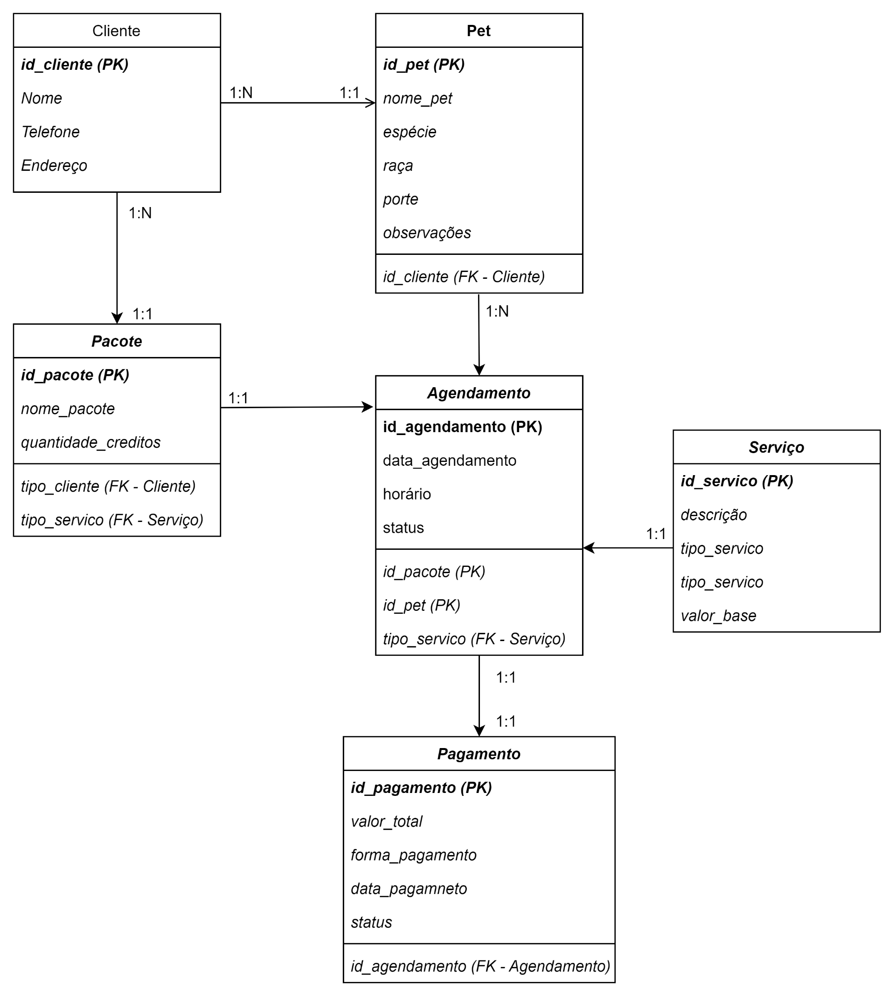 Cliente
id_cliente (PK)
Nome
Telefone
Endereço
1:N
1:1
Pet
id_pet (PK)
nome_pet
espécie
raça
porte
observações
id_cliente (FK - Cliente)
1:N
1:1
1:N
Pacote
id_pacote (PK)
nome_pacote
quantidade_creditos
tipo_cliente (FK - Cliente)
tipo_servico (FK - Serviço)
1:1
Agendamento
id_agendamento (PK)
data_agendamento
horário
status
id_pacote (PK)
id_pet (PK)
tipo_servico (FK - Serviço)
1:1
Serviço
id_servico (PK)
descrição
tipo_servico
tipo_servico
valor_base
1:1
1:1
Pagamento
id_pagamento (PK)
valor_total
forma_pagamento
data_pagamneto
status
id_agendamento (FK - Agendamento)